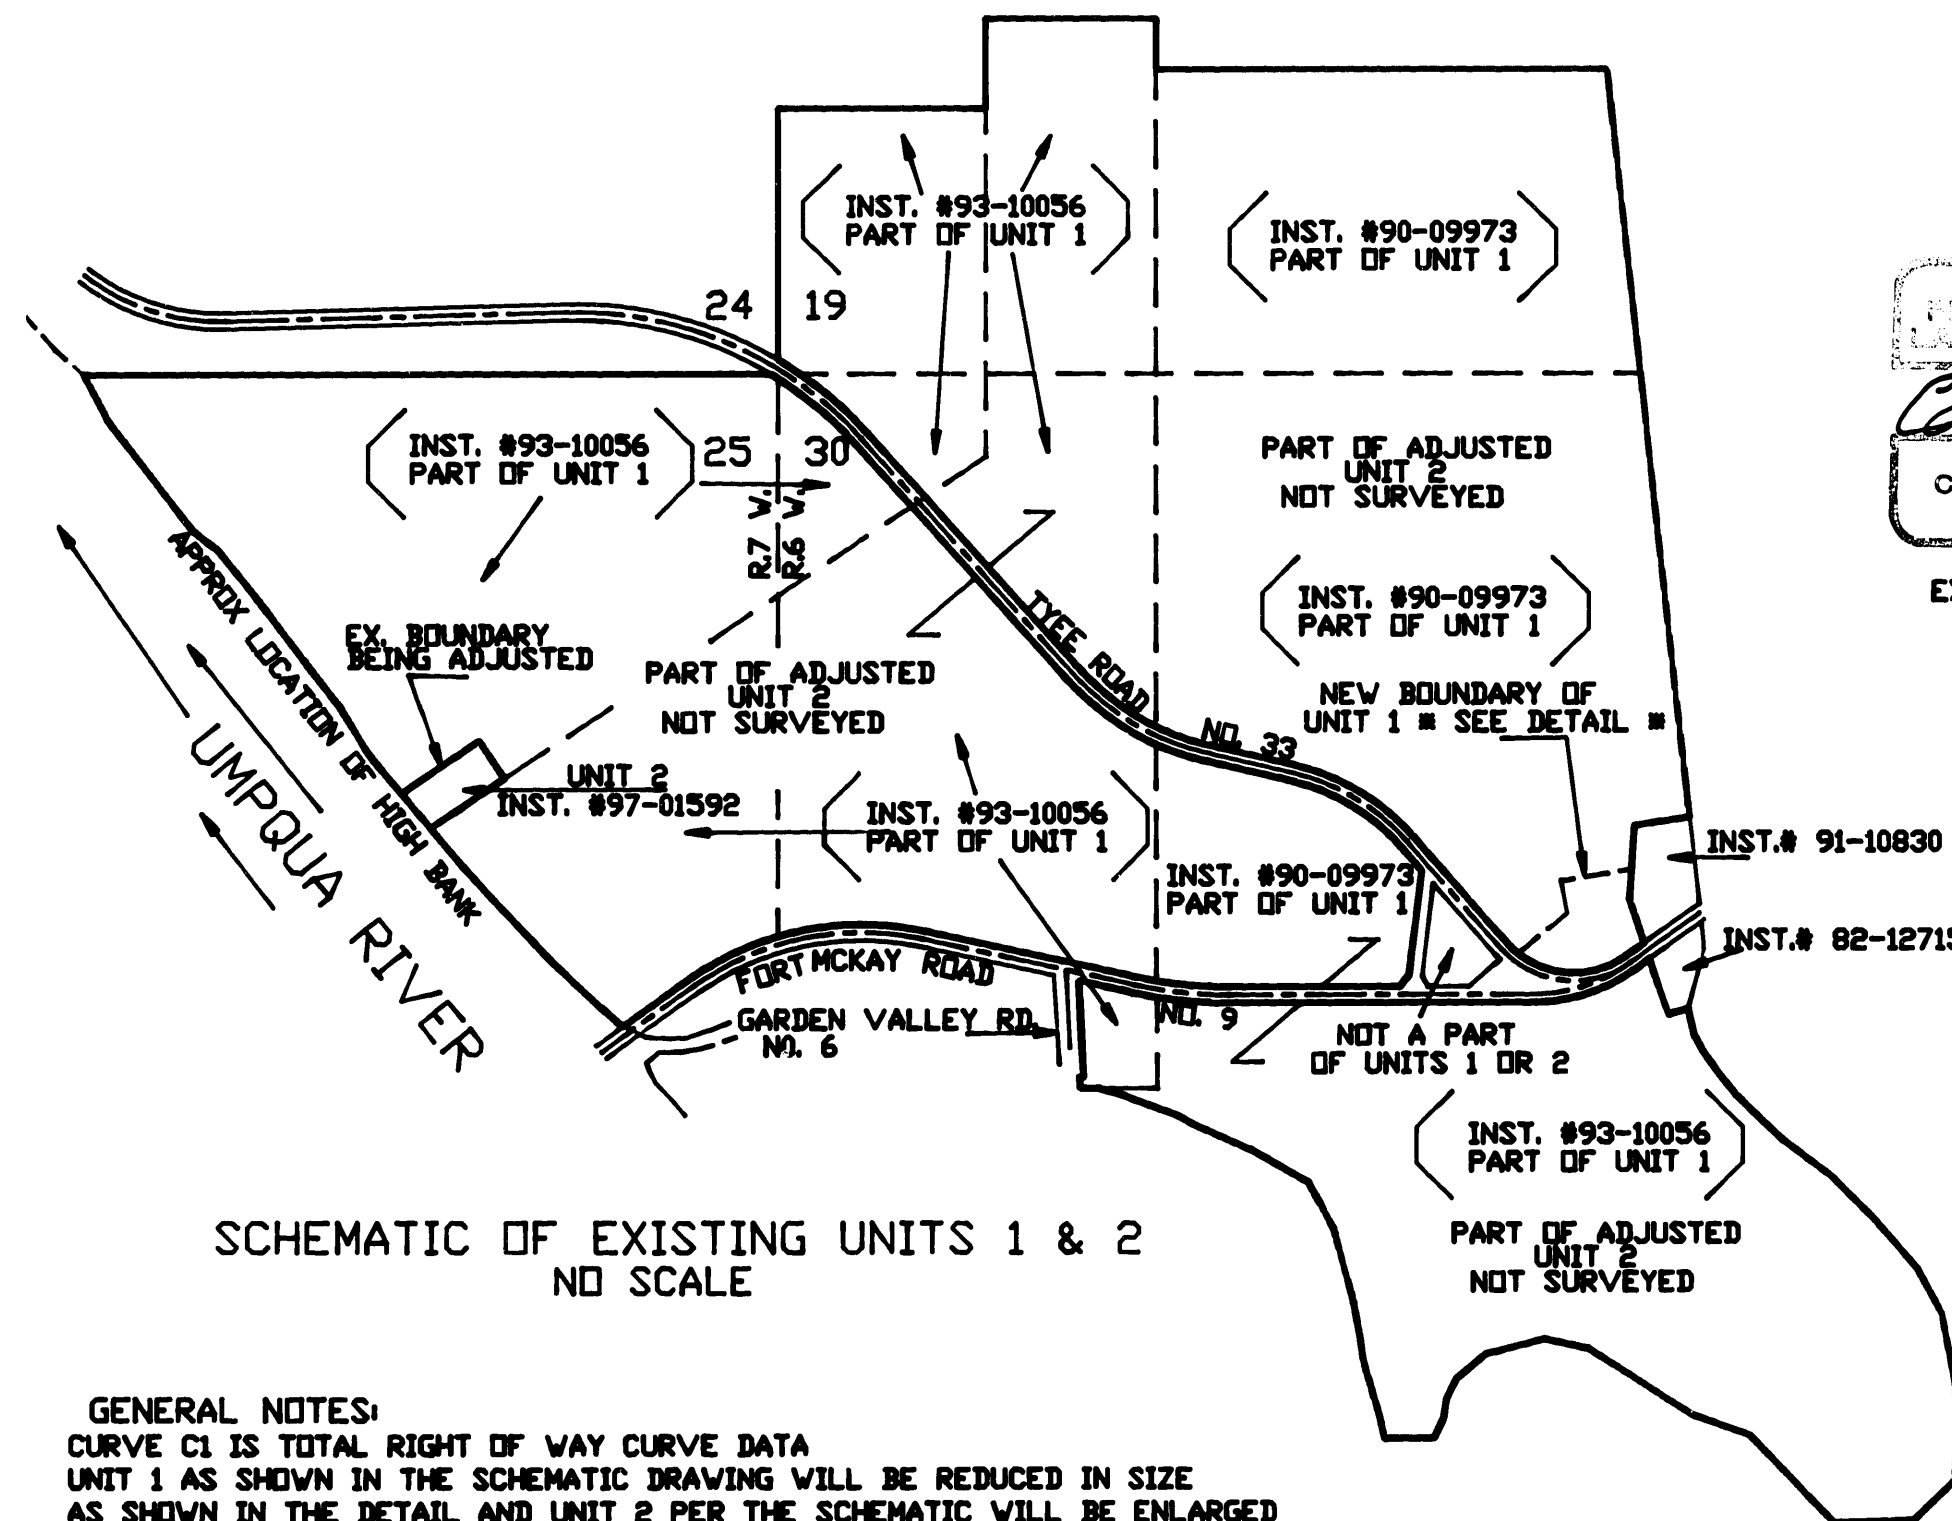 INST. #93-10056
PART OF UNIT 1
INST. #90-09973
PART OF UNIT 1
24 19
INST. #93-10056
PART OF UNIT 1
25 30
R.7 W.
R.6 W.
PART OF ADJUSTED
UNIT 2
NOT SURVEYED
APPROX LOCATION OF HIGH BANK
UMPQUA RIVER
EX. BOUNDARY
BEING ADJUSTED
PART OF ADJUSTED
UNIT 2
NOT SURVEYED
TYEE ROAD NO. 33
INST. #90-09973
PART OF UNIT 1
NEW BOUNDARY OF
UNIT 1 * SEE DETAIL *
UNIT 2
INST. #97-01592
INST. #93-10056
PART OF UNIT 1
INST. #90-09973
PART OF UNIT 1
INST.# 91-10830
INST.# 82-12715
FORT MCKAY ROAD NO. 9
GARDEN VALLEY RD.
NO. 6
NOT A PART
OF UNITS 1 OR 2
INST. #93-10056
PART OF UNIT 1
PART OF ADJUSTED
UNIT 2
NOT SURVEYED
SCHEMATIC OF EXISTING UNITS 1 & 2
NO SCALE
GENERAL NOTES:
CURVE C1 IS TOTAL RIGHT OF WAY CURVE DATA
UNIT 1 AS SHOWN IN THE SCHEMATIC DRAWING WILL BE REDUCED IN SIZE
AS SHOWN IN THE DETAIL AND UNIT 2 PER THE SCHEMATIC WILL BE ENLARGED